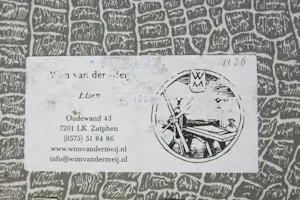 Wim van der Meij
Etsen
Oudewand 43
7201 LK Zutphen
(0575) 51 84 86
www.wimvandermeij.nl
info@wimvandermeij.nl
W
M
1126